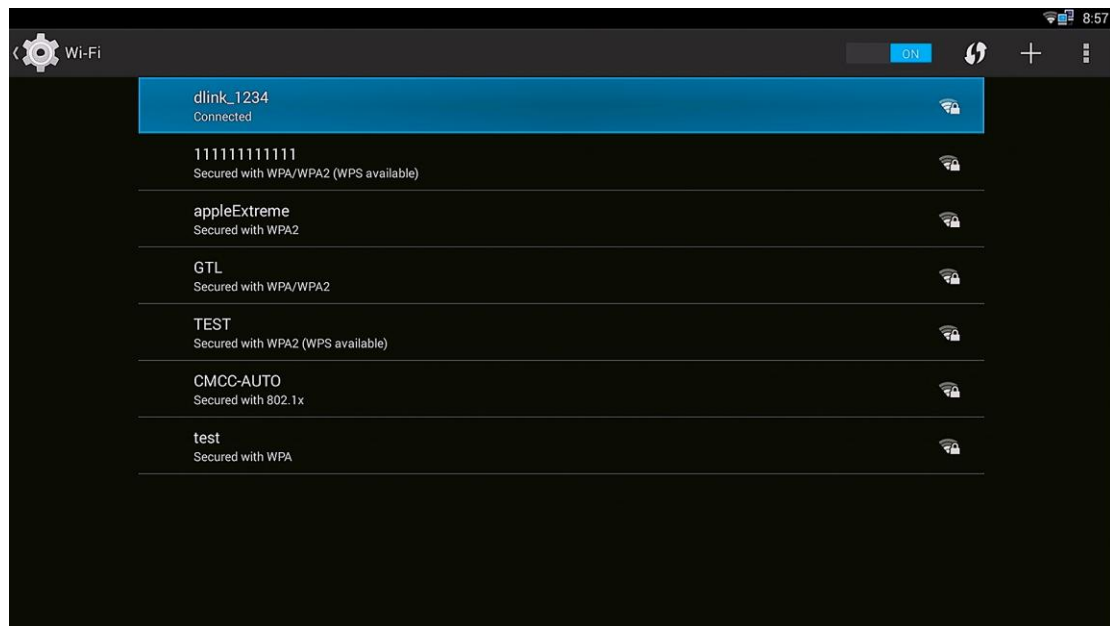 8:57
Wi-Fi
ON
dlink_1234
Connected
111111111111
Secured with WPA/WPA2 (WPS available)
appleExtreme
Secured with WPA2
GTL
Secured with WPA/WPA2
TEST
Secured with WPA2 (WPS available)
CMCC-AUTO
Secured with 802.1x
test
Secured with WPA